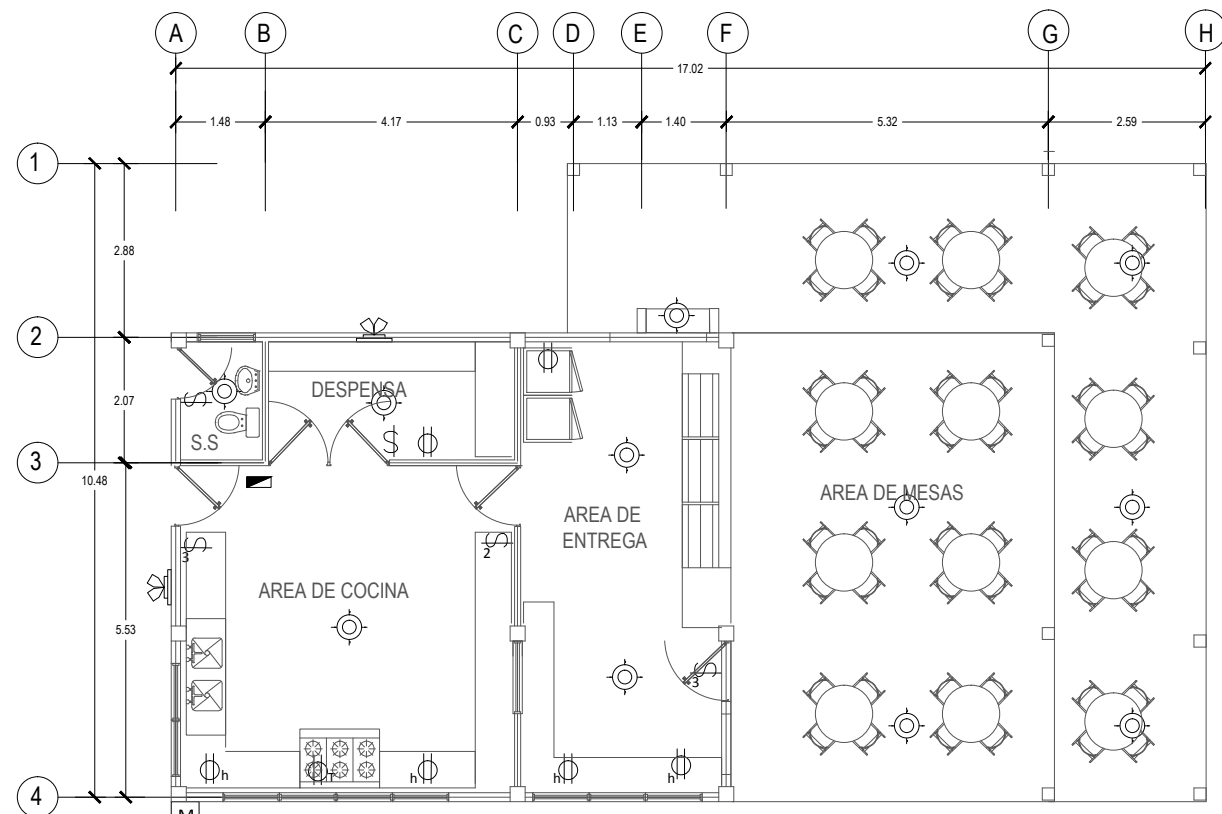 A B C D E F G H
17.02
1.48 4.17 0.93 1.13 1.40 5.32 2.59
1
2.88
2
2.07
DESPENSA
S.S
3
10.48
AREA DE MESAS
AREA DE
ENTREGA
3
2
AREA DE COCINA
5.53
3
h
T
h
h
h
4
M